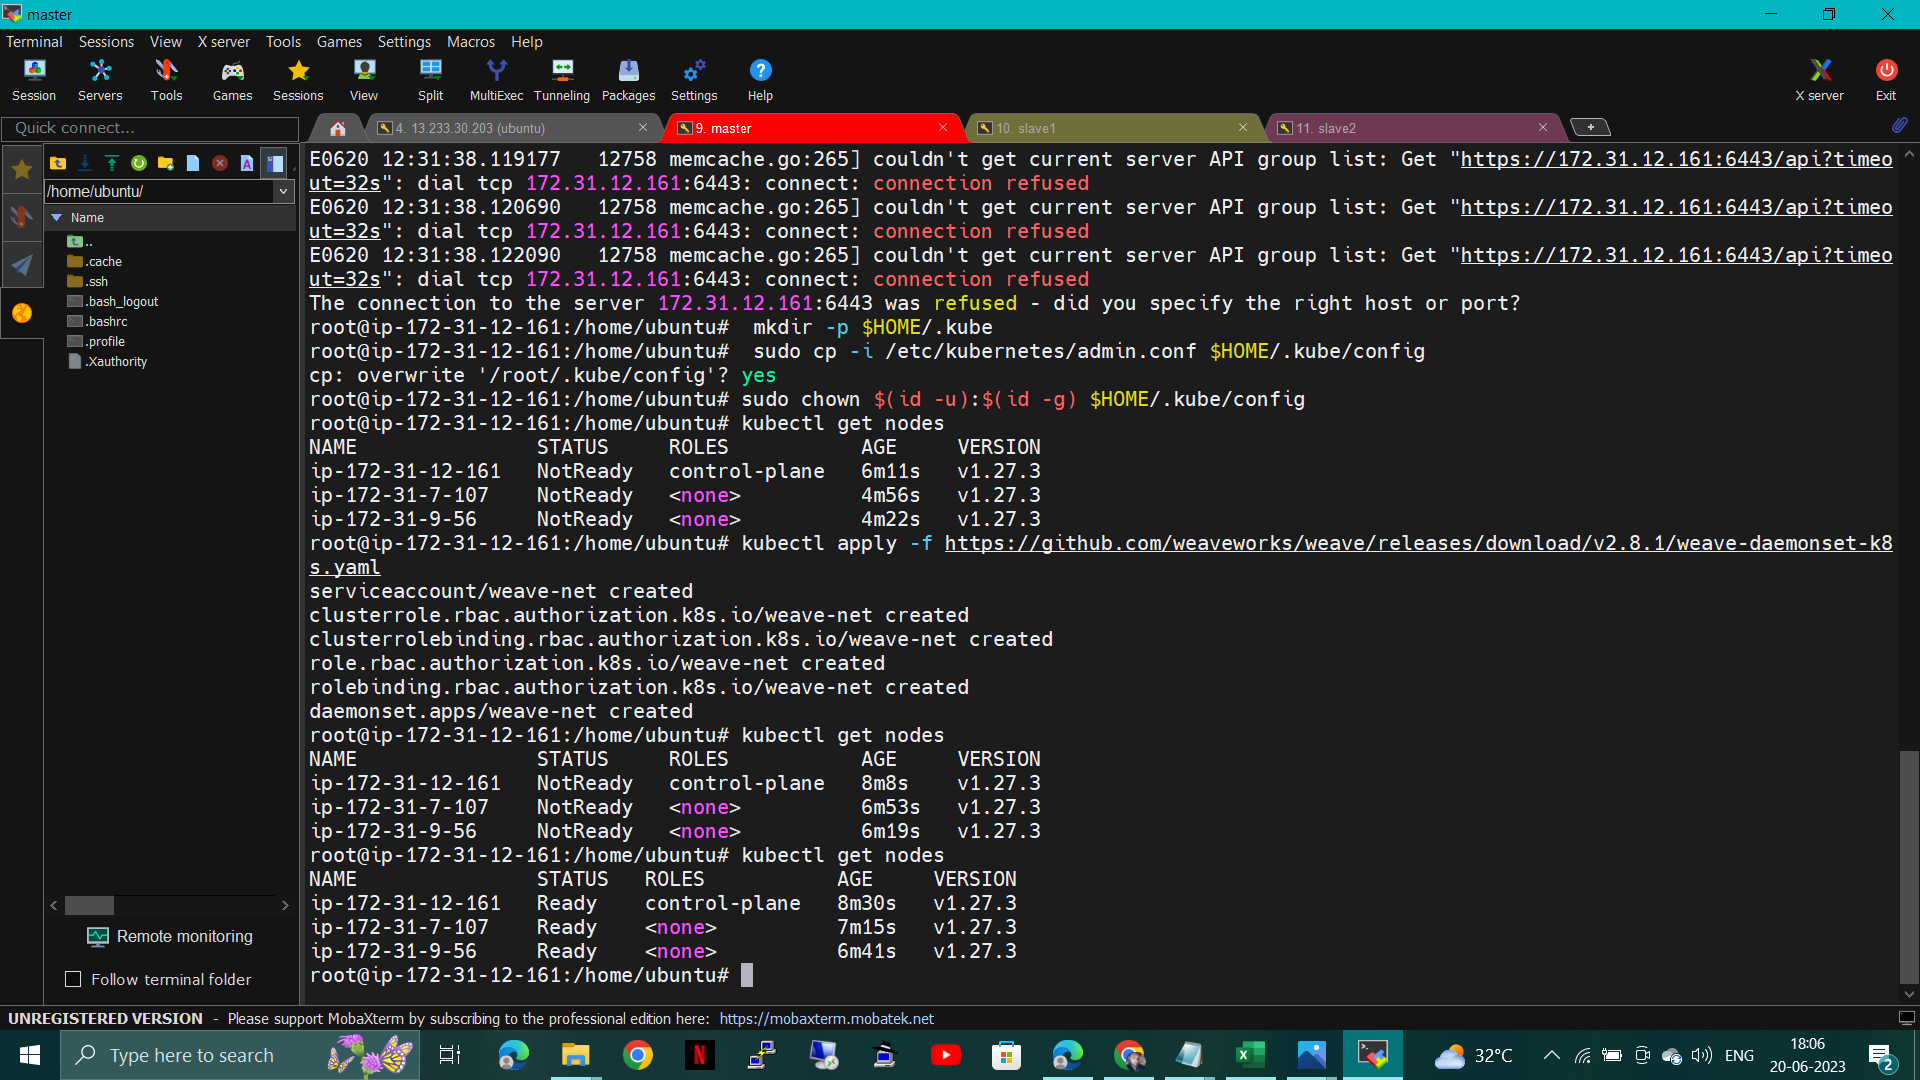 master
Terminal Sessions View X server Tools Games Settings Macros Help
Session Servers Tools Games Sessions View Split MultiExec Tunneling Packages Settings Help X server Exit
Quick connect...
4. 13.233.30.203 (ubuntu)
9. master
10. slave1
11. slave2
/home/ubuntu/
Name
..
.cache
.ssh
.bash_logout
.bashrc
.profile
.Xauthority
Remote monitoring
Follow terminal folder
E0620 12:31:38.119177   12758 memcache.go:265] couldn't get current server API group list: Get "https://172.31.12.161:6443/api?timeo
ut=32s": dial tcp 172.31.12.161:6443: connect: connection refused
E0620 12:31:38.120690   12758 memcache.go:265] couldn't get current server API group list: Get "https://172.31.12.161:6443/api?timeo
ut=32s": dial tcp 172.31.12.161:6443: connect: connection refused
E0620 12:31:38.122090   12758 memcache.go:265] couldn't get current server API group list: Get "https://172.31.12.161:6443/api?timeo
ut=32s": dial tcp 172.31.12.161:6443: connect: connection refused
The connection to the server 172.31.12.161:6443 was refused - did you specify the right host or port?
root@ip-172-31-12-161:/home/ubuntu#  mkdir -p $HOME/.kube
root@ip-172-31-12-161:/home/ubuntu#  sudo cp -i /etc/kubernetes/admin.conf $HOME/.kube/config
cp: overwrite '/root/.kube/config'? yes
root@ip-172-31-12-161:/home/ubuntu# sudo chown $(id -u):$(id -g) $HOME/.kube/config
root@ip-172-31-12-161:/home/ubuntu# kubectl get nodes
NAME               STATUS     ROLES           AGE     VERSION
ip-172-31-12-161   NotReady   control-plane   6m11s   v1.27.3
ip-172-31-7-107    NotReady   <none>          4m56s   v1.27.3
ip-172-31-9-56     NotReady   <none>          4m22s   v1.27.3
root@ip-172-31-12-161:/home/ubuntu# kubectl apply -f https://github.com/weaveworks/weave/releases/download/v2.8.1/weave-daemonset-k8
s.yaml
serviceaccount/weave-net created
clusterrole.rbac.authorization.k8s.io/weave-net created
clusterrolebinding.rbac.authorization.k8s.io/weave-net created
role.rbac.authorization.k8s.io/weave-net created
rolebinding.rbac.authorization.k8s.io/weave-net created
daemonset.apps/weave-net created
root@ip-172-31-12-161:/home/ubuntu# kubectl get nodes
NAME               STATUS     ROLES           AGE     VERSION
ip-172-31-12-161   NotReady   control-plane   8m8s    v1.27.3
ip-172-31-7-107    NotReady   <none>          6m53s   v1.27.3
ip-172-31-9-56     NotReady   <none>          6m19s   v1.27.3
root@ip-172-31-12-161:/home/ubuntu# kubectl get nodes
NAME               STATUS   ROLES           AGE     VERSION
ip-172-31-12-161   Ready    control-plane   8m30s   v1.27.3
ip-172-31-7-107    Ready    <none>          7m15s   v1.27.3
ip-172-31-9-56     Ready    <none>          6m41s   v1.27.3
root@ip-172-31-12-161:/home/ubuntu#
UNREGISTERED VERSION - Please support MobaXterm by subscribing to the professional edition here: https://mobaxterm.mobatek.net
Type here to search
32°C
ENG
18:06
20-06-2023
2